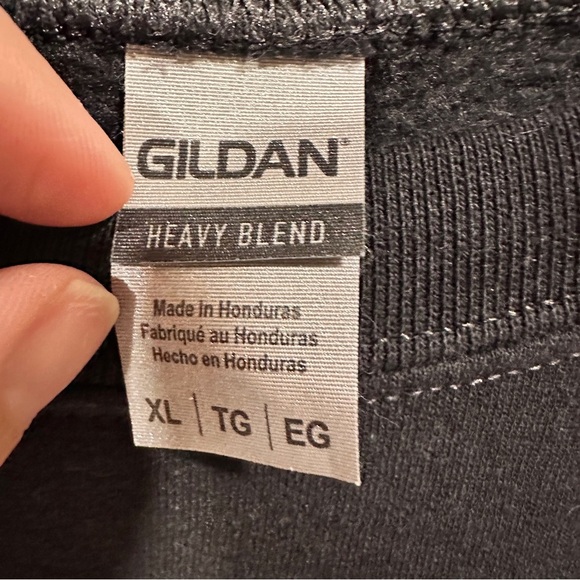 GILDAN®
HEAVY BLEND
Made in Honduras
Fabriqué au Honduras
Hecho en Honduras
XL | TG | EG